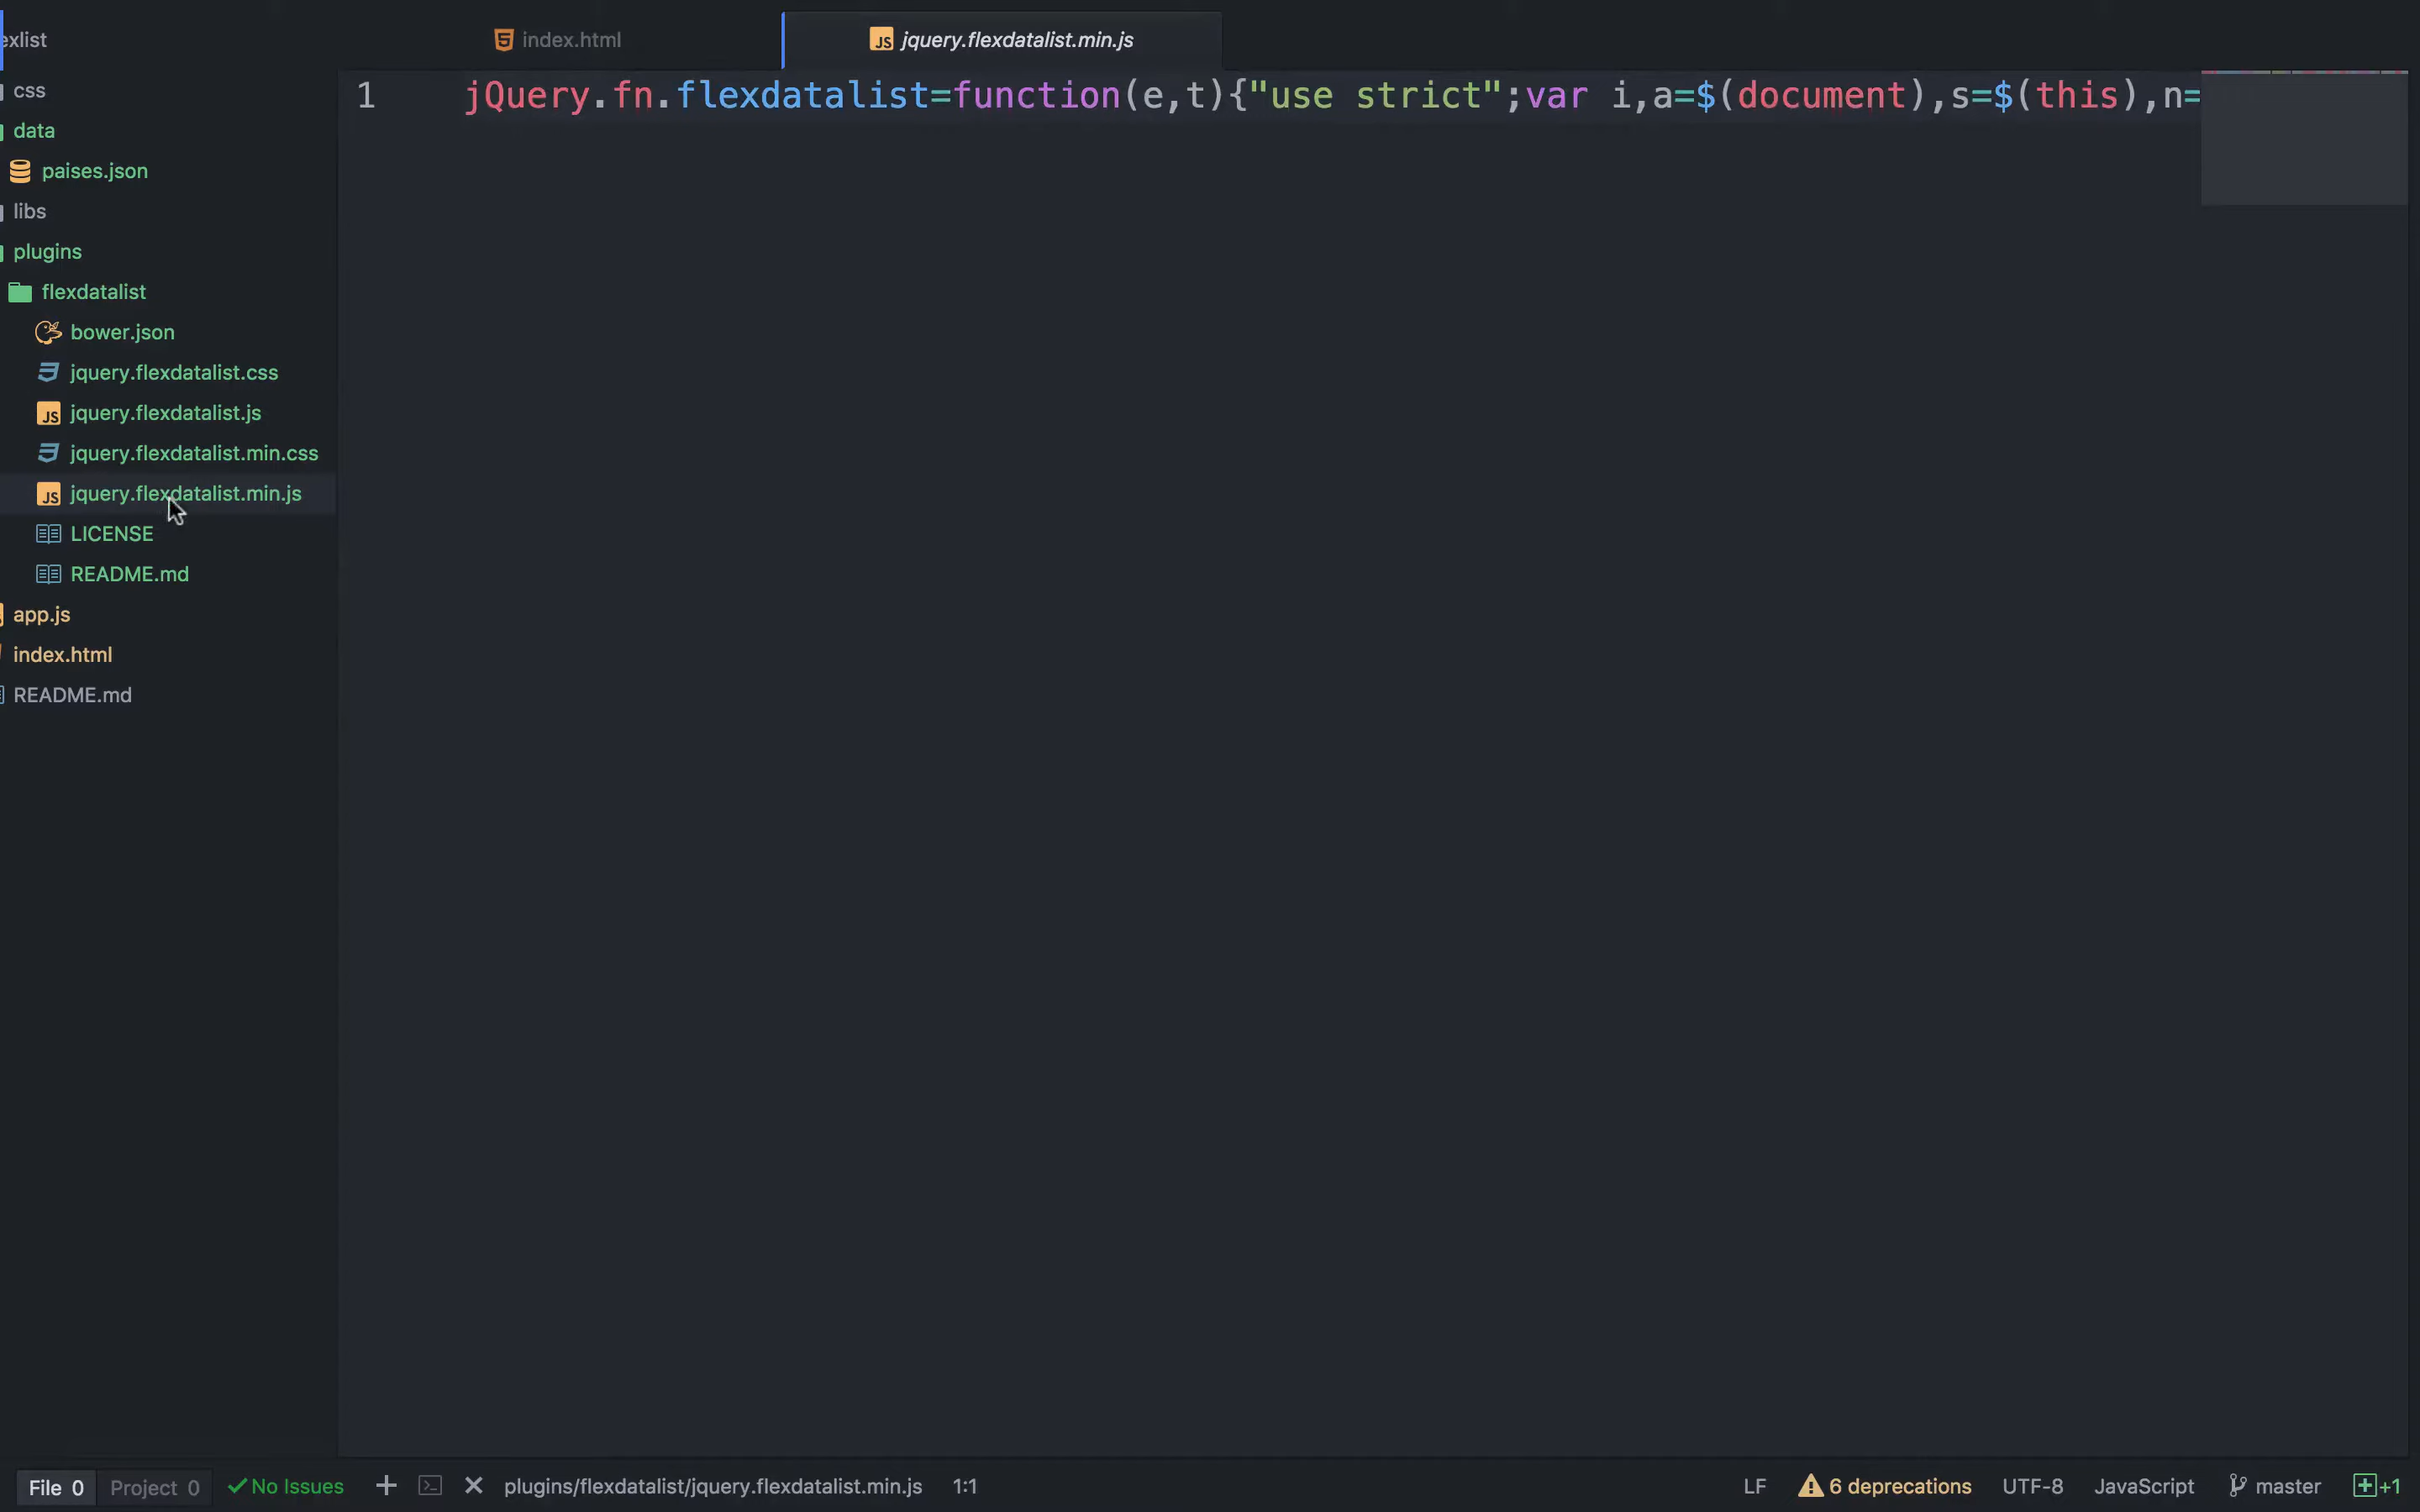 exlist
index.html
jquery.flexdatalist.min.js
css
data
paises.json
libs
plugins
flexdatalist
bower.json
jquery.flexdatalist.css
jquery.flexdatalist.js
jquery.flexdatalist.min.css
jquery.flexdatalist.min.js
LICENSE
README.md
app.js
index.html
README.md
1 jQuery.fn.flexdatalist=function(e,t){"use strict";var i,a=$(document),s=$(this),n=
File 0 Project 0 No Issues plugins/flexdatalist/jquery.flexdatalist.min.js 1:1 LF 6 deprecations UTF-8 JavaScript master +1